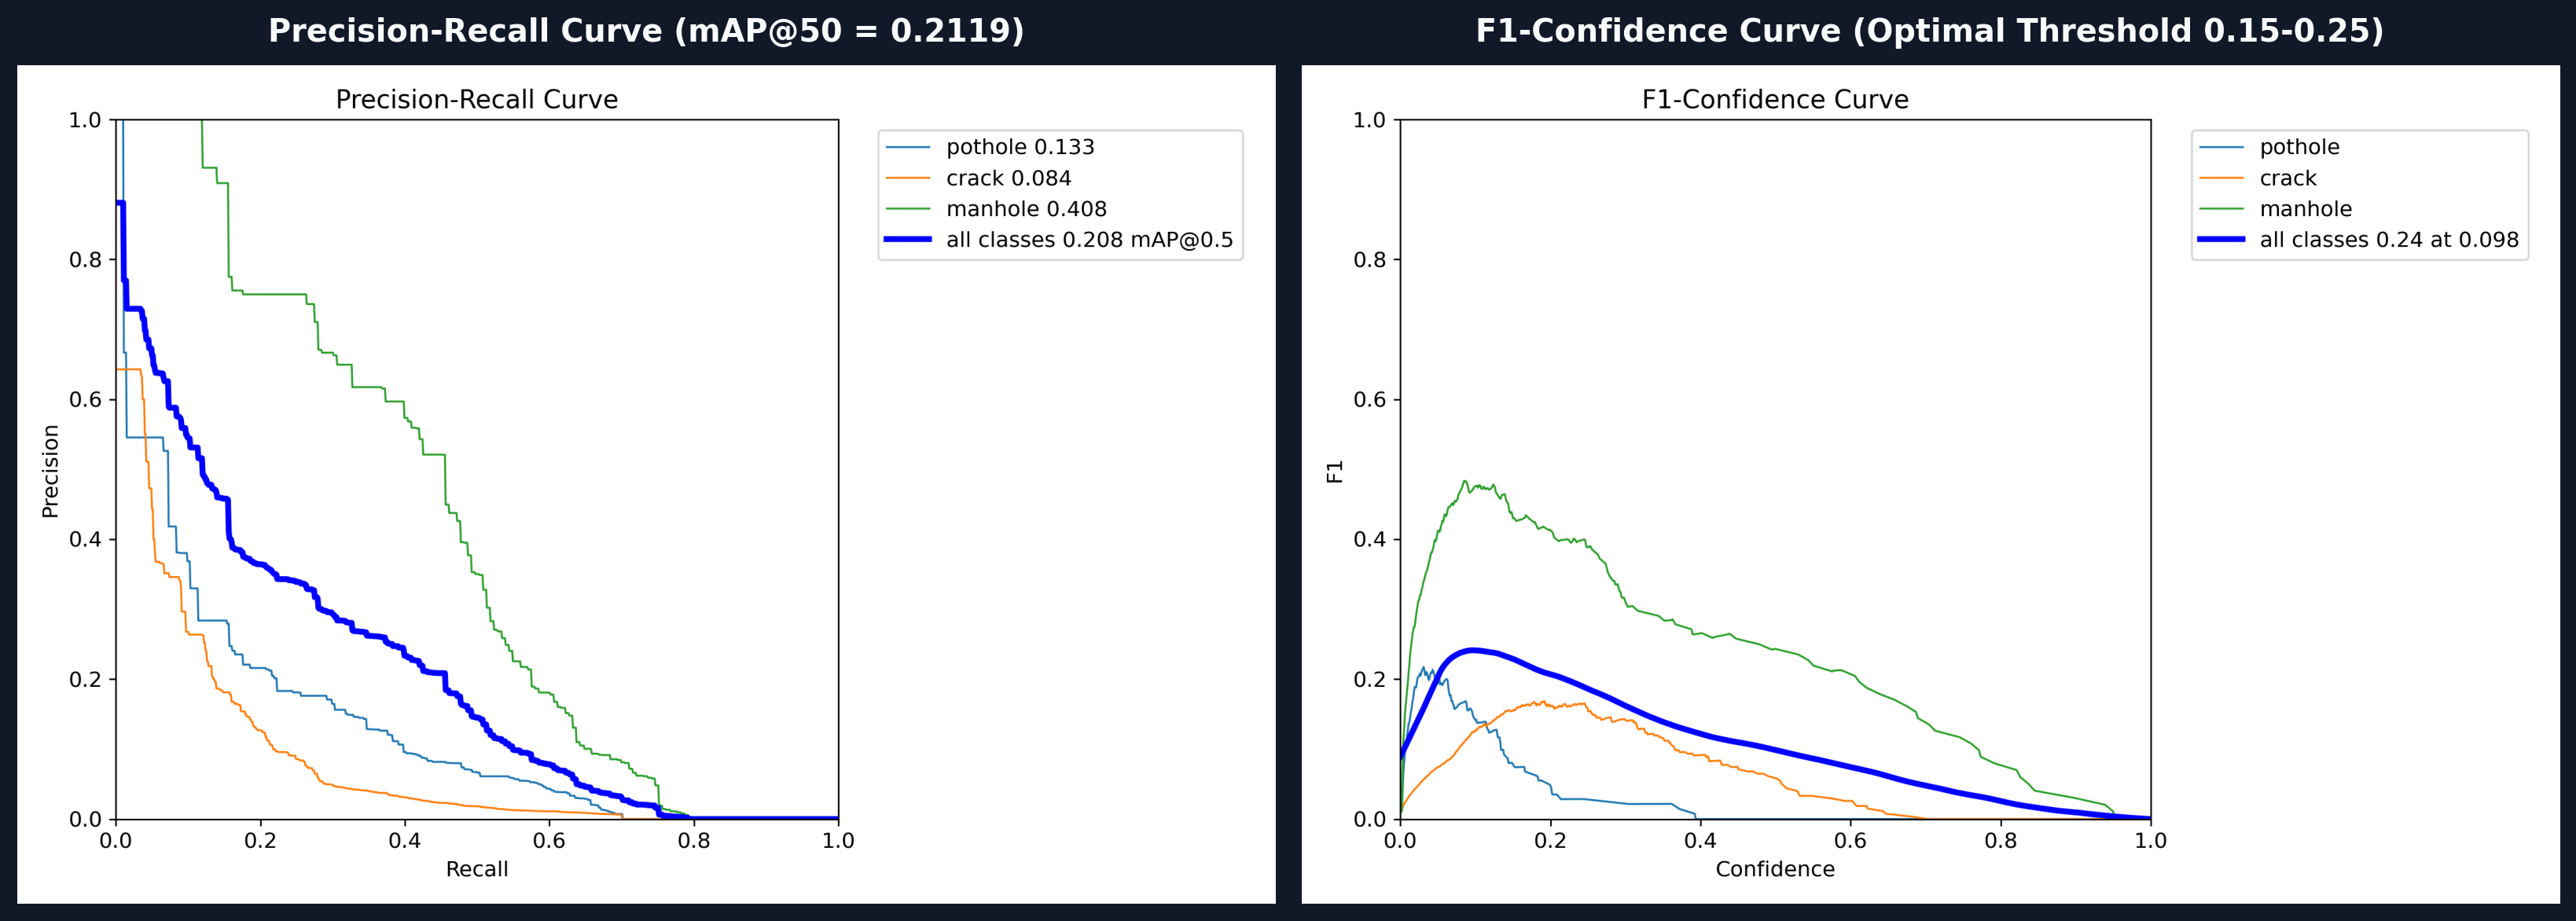 Precision-Recall Curve (mAP@50 = 0.2119)
Precision-Recall Curve
1.0
0.8
0.6
0.4
0.2
0.0
Precision
0.0 0.2 0.4 0.6 0.8 1.0
Recall
pothole 0.133
crack 0.084
manhole 0.408
all classes 0.208 mAP@0.5
F1-Confidence Curve (Optimal Threshold 0.15-0.25)
F1-Confidence Curve
1.0
0.8
0.6
0.4
0.2
0.0
F1
0.0 0.2 0.4 0.6 0.8 1.0
Confidence
pothole
crack
manhole
all classes 0.24 at 0.098